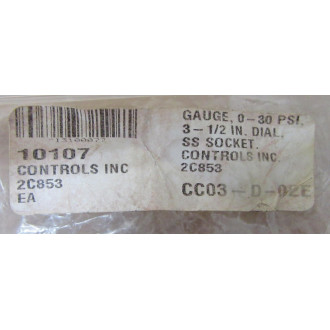 13100022
10107
CONTROLS INC
2C853
EA
GAUGE, 0-30 PSI,
3-1/2 IN. DIAL,
SS SOCKET.
CONTROLS INC.
2C853
CC03-D-02E